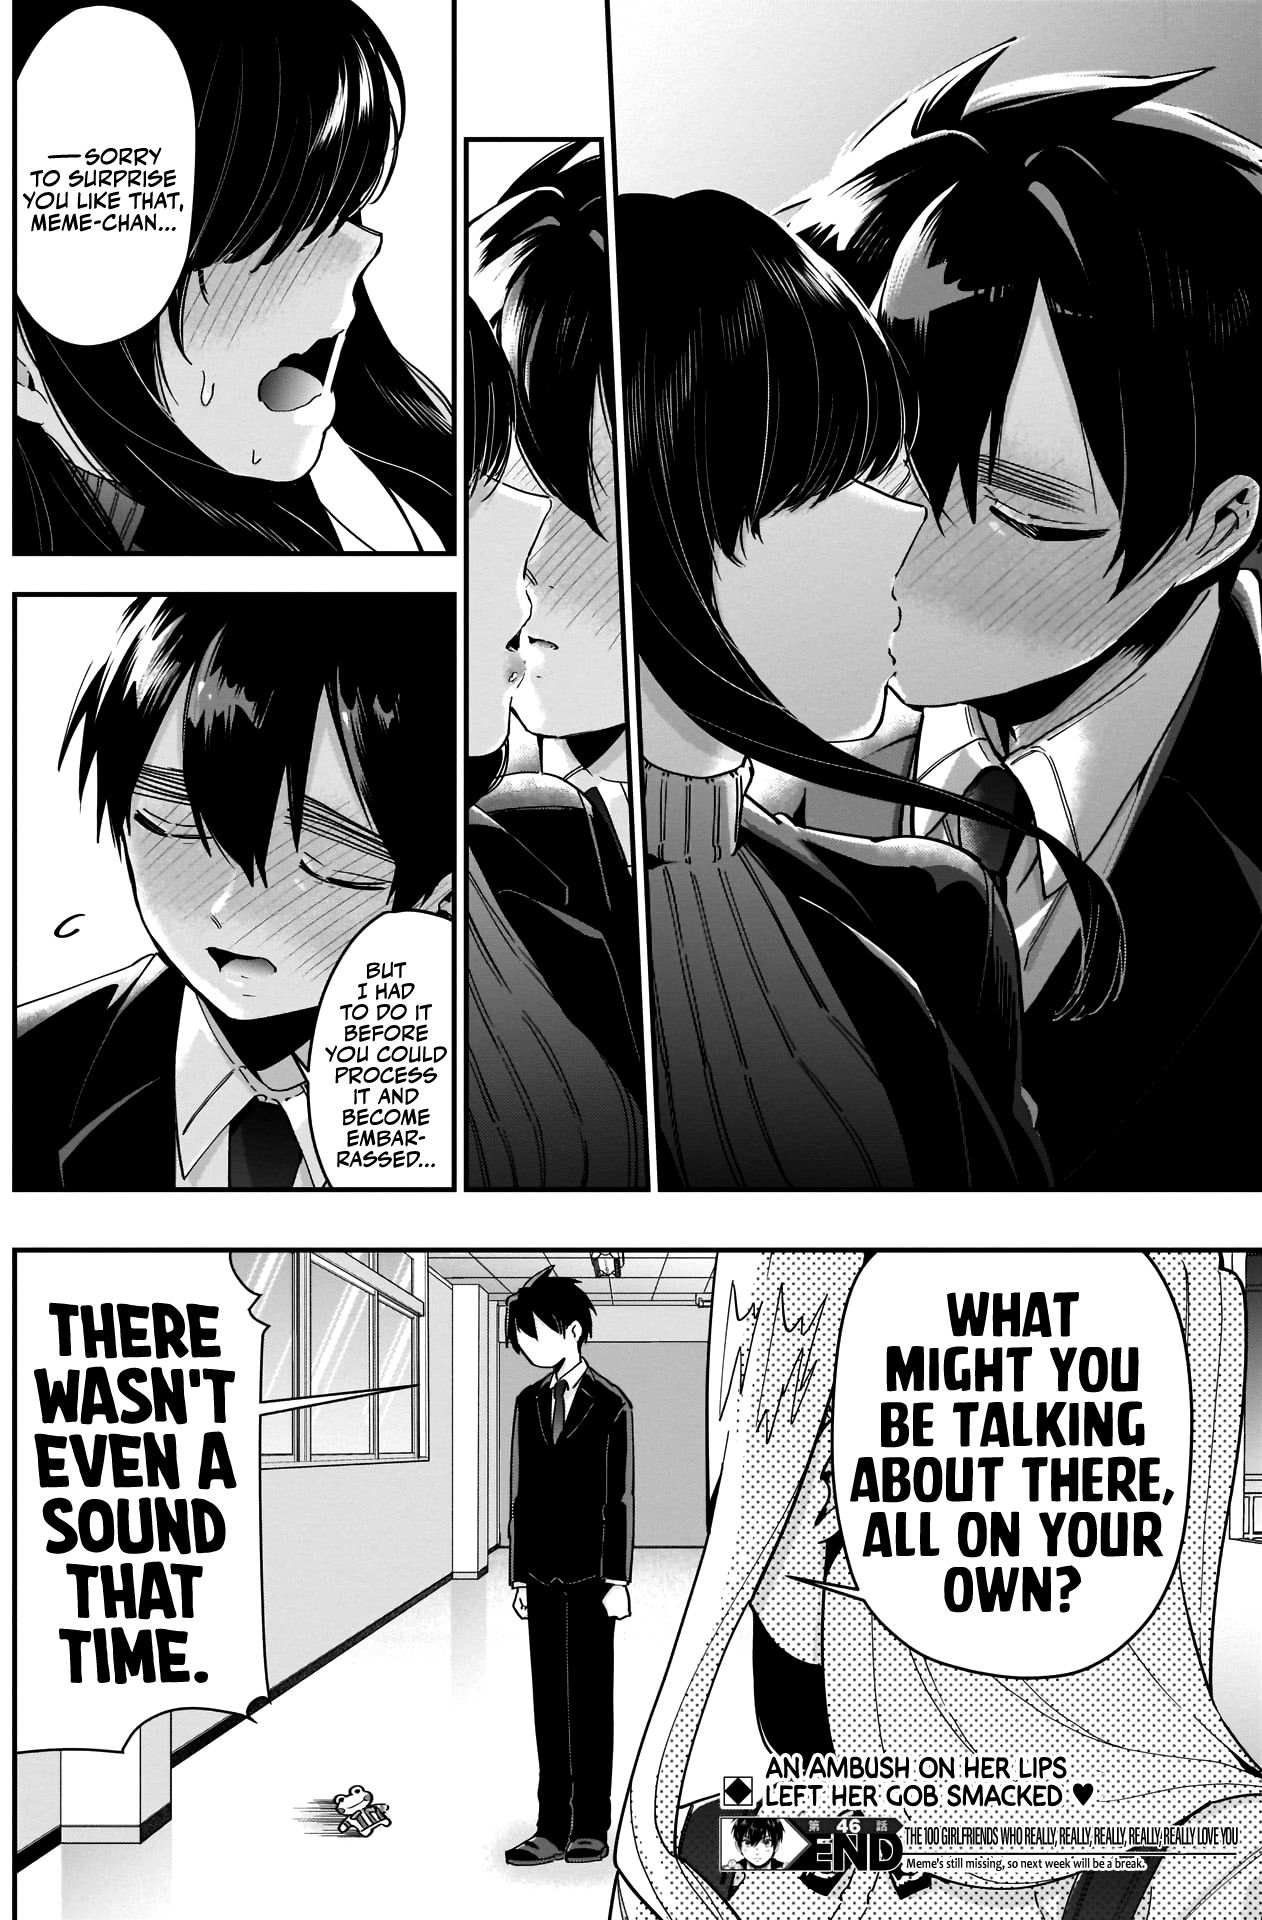 —SORRY
TO SURPRISE
YOU LIKE THAT,
MEME-CHAN...
BUT
I HAD
TO DO IT
BEFORE
YOU COULD
PROCESS
IT AND
BECOME
EMBAR-
RASSED...
WHAT
MIGHT YOU
BE TALKING
ABOUT THERE,
ALL ON YOUR
OWN?
THERE
WASN'T
EVEN A
SOUND
THAT
TIME.
AN AMBUSH ON HER LIPS
LEFT HER GOB SMACKED ♥
第 46 話
END
THE 100 GIRLFRIENDS WHO REALLY, REALLY, REALLY, REALLY, REALLY LOVE YOU
Meme's still missing, so next week will be a break.